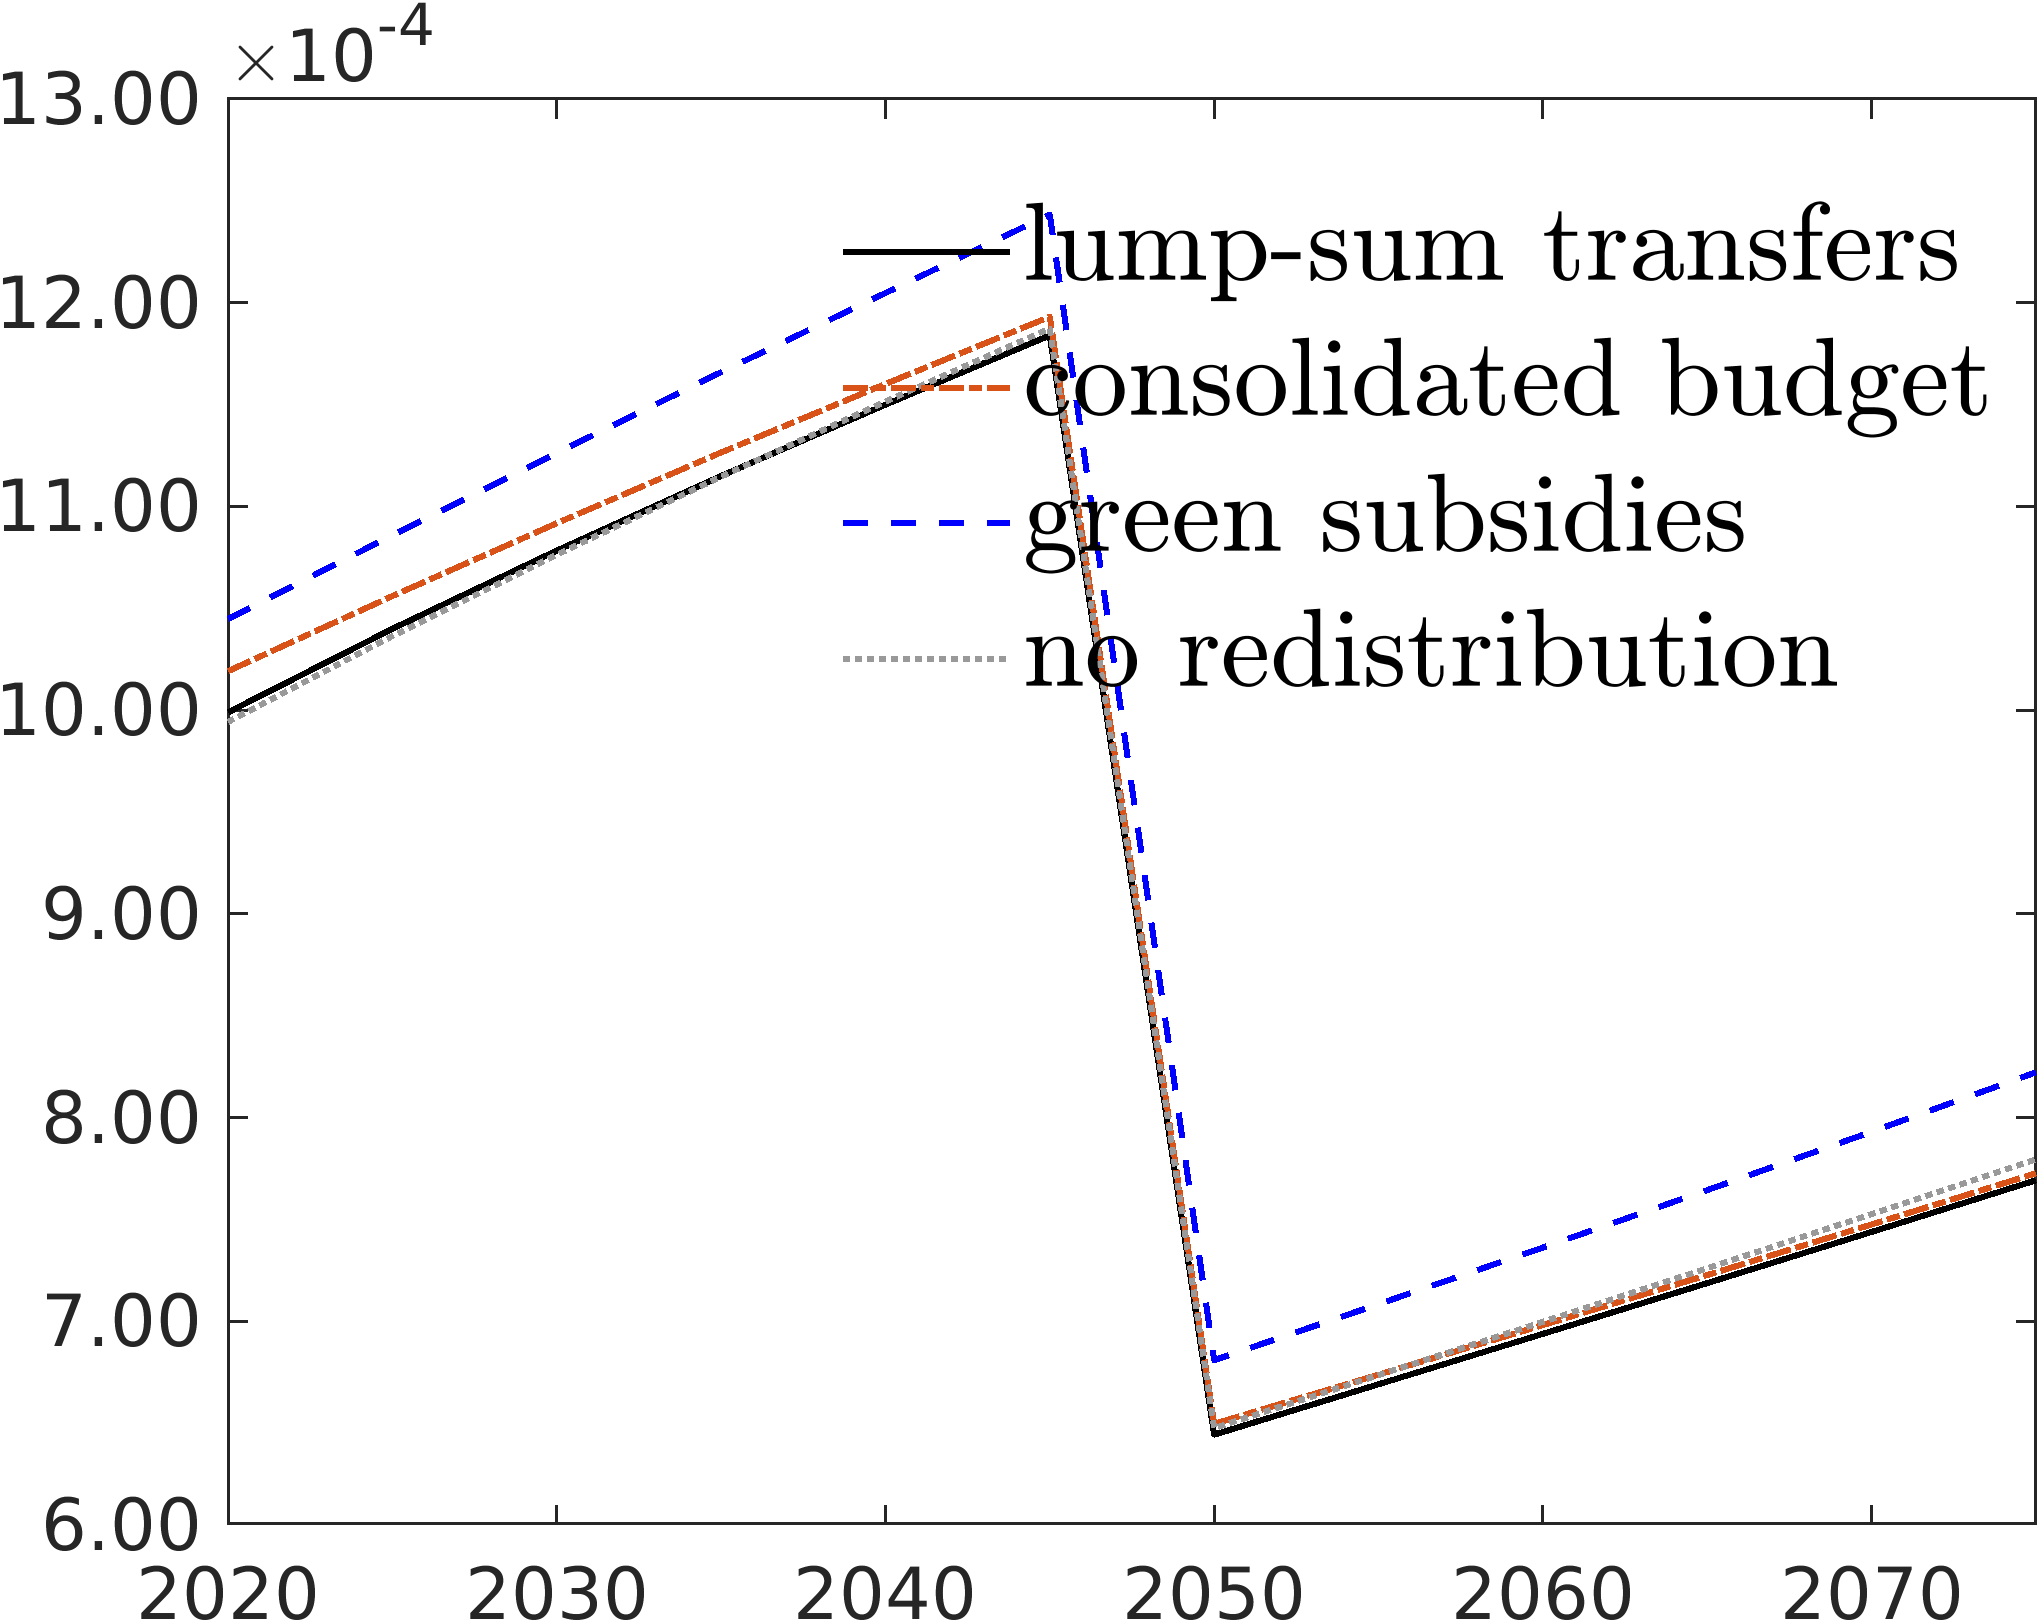 ×10-4
13.00
12.00
11.00
10.00
9.00
8.00
7.00
6.00
2020 2030 2040 2050 2060 2070
lump-sum transfers
consolidated budget
green subsidies
no redistribution